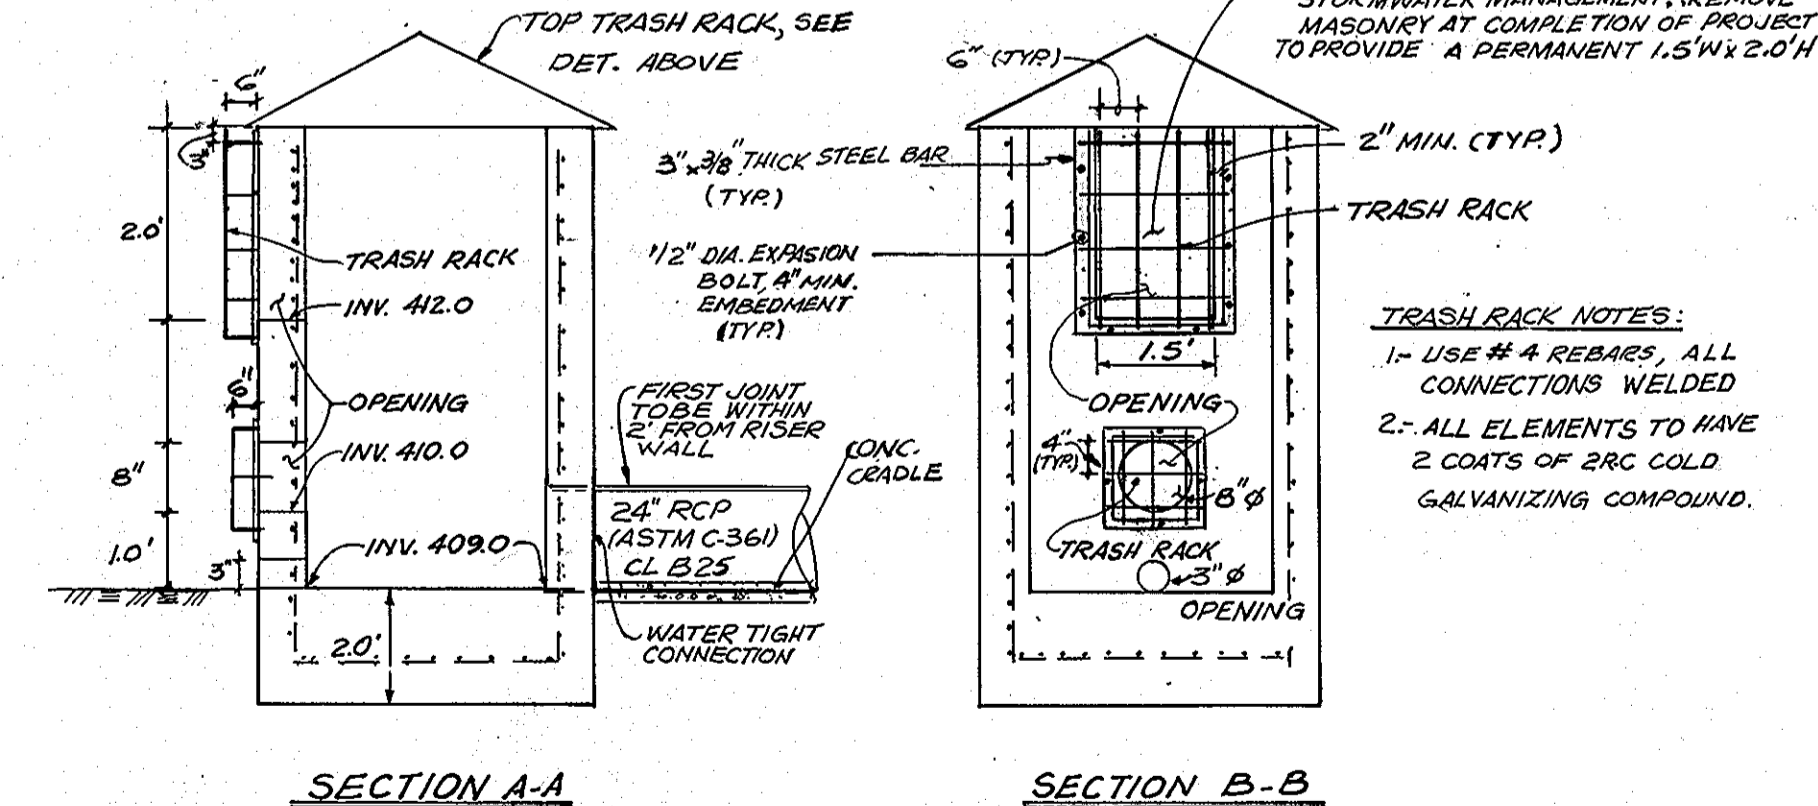 TOP TRASH RACK, SEE
DET. ABOVE
6"
3"
2.0'
TRASH RACK
INV. 412.0
6"
OPENING
INV. 410.0
8"
1.0'
3"
INV. 409.0
2.0'
FIRST JOINT
TO BE WITHIN
2' FROM RISER
WALL
CONC.
CRADLE
24" RCP
(ASTM C-361)
CL B25
WATER TIGHT
CONNECTION
SECTION A-A
STORMWATER MANAGEMENT, REMOVE
MASONRY AT COMPLETION OF PROJECT
TO PROVIDE A PERMANENT 1.5'W x 2.0'H
6" (TYP.)
3" x 3/8" THICK STEEL BAR
(TYP.)
2" MIN. (TYP.)
TRASH RACK
1/2" DIA. EXPASION
BOLT, 4" MIN.
EMBEDMENT
(TYP.)
1.5'
OPENING
4"
(TYP.)
8" Ø
TRASH RACK
3" Ø
OPENING
SECTION B-B
TRASH RACK NOTES:
1.- USE # 4 REBARS, ALL
CONNECTIONS WELDED
2.- ALL ELEMENTS TO HAVE
2 COATS OF ZRC COLD
GALVANIZING COMPOUND.